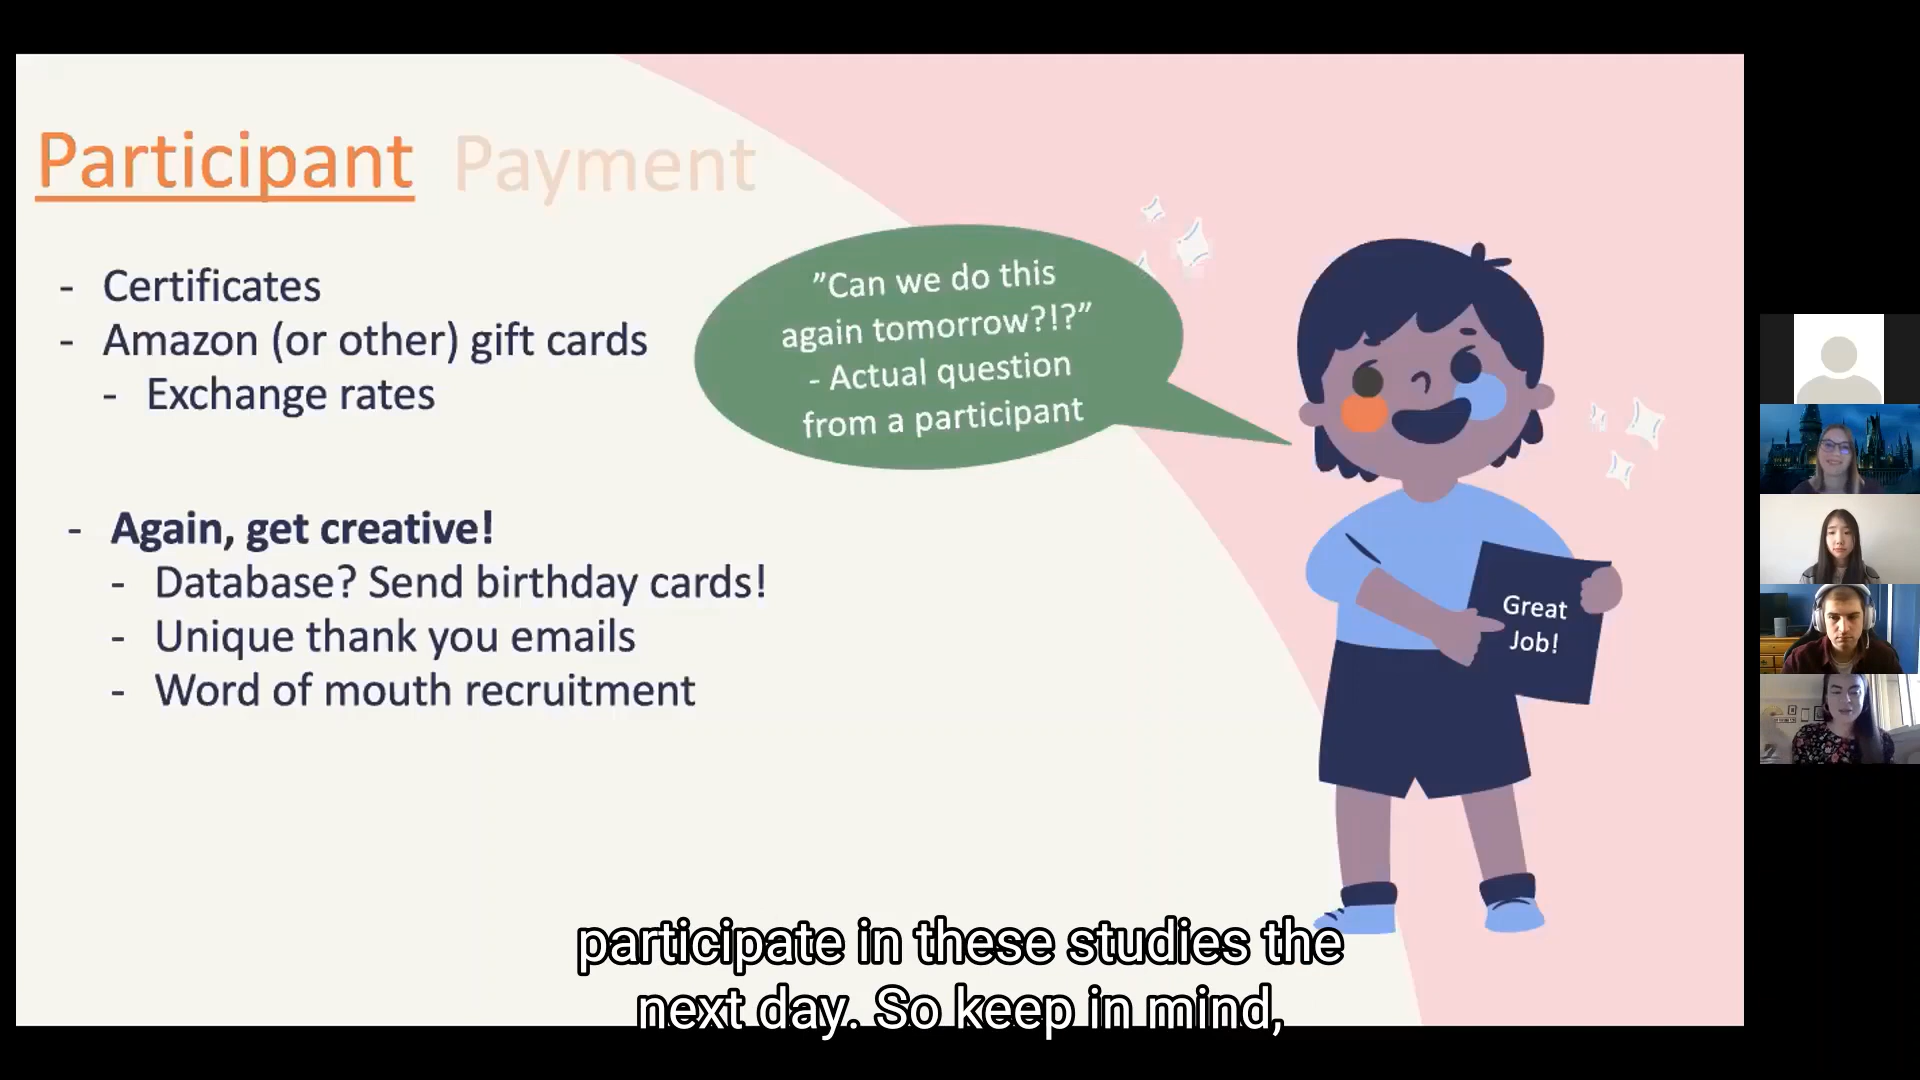 Participant Payment
- Certificates
- Amazon (or other) gift cards
- Exchange rates
- Again, get creative!
- Database? Send birthday cards!
- Unique thank you emails
- Word of mouth recruitment
"Can we do this
again tomorrow?!?"
- Actual question
from a participant
Great
Job!
participate in these studies the
next day. So keep in mind,